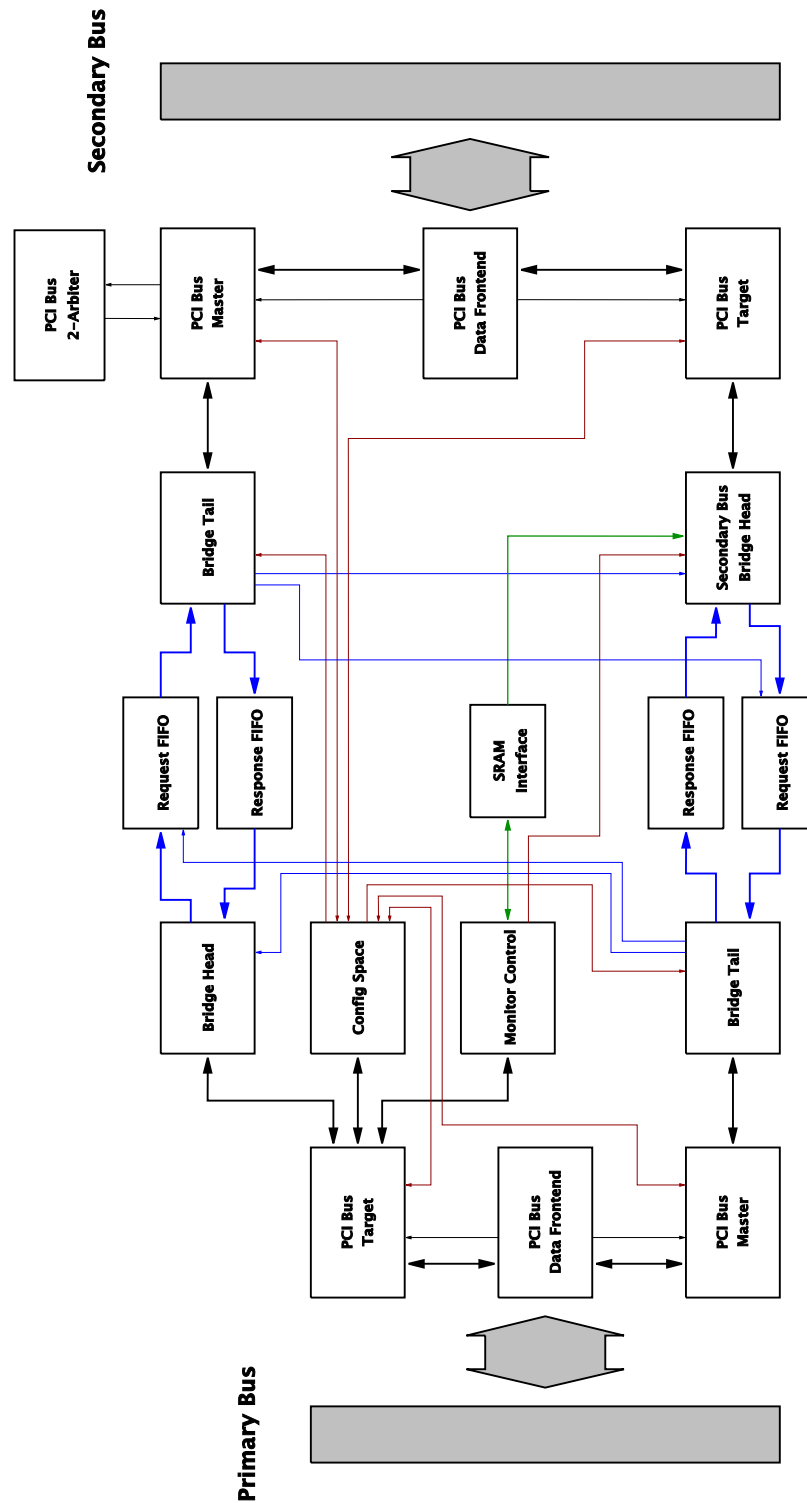 Secondary Bus
PCI Bus
2-Arbiter
PCI Bus
Master
PCI Bus
Data Frontend
PCI Bus
Target
Bridge Tail
Secondary Bus
Bridge Head
Request FIFO
Response FIFO
SRAM
Interface
Response FIFO
Request FIFO
Bridge Head
Config Space
Monitor Control
Bridge Tail
PCI Bus
Target
PCI Bus
Data Frontend
PCI Bus
Master
Primary Bus